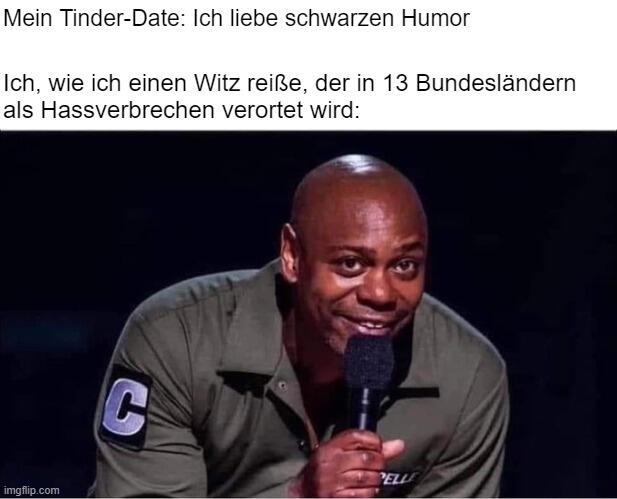 Mein Tinder-Date: Ich liebe schwarzen Humor
Ich, wie ich einen Witz reiße, der in 13 Bundesländern
als Hassverbrechen verortet wird:
C
PELLE
imgflip.com